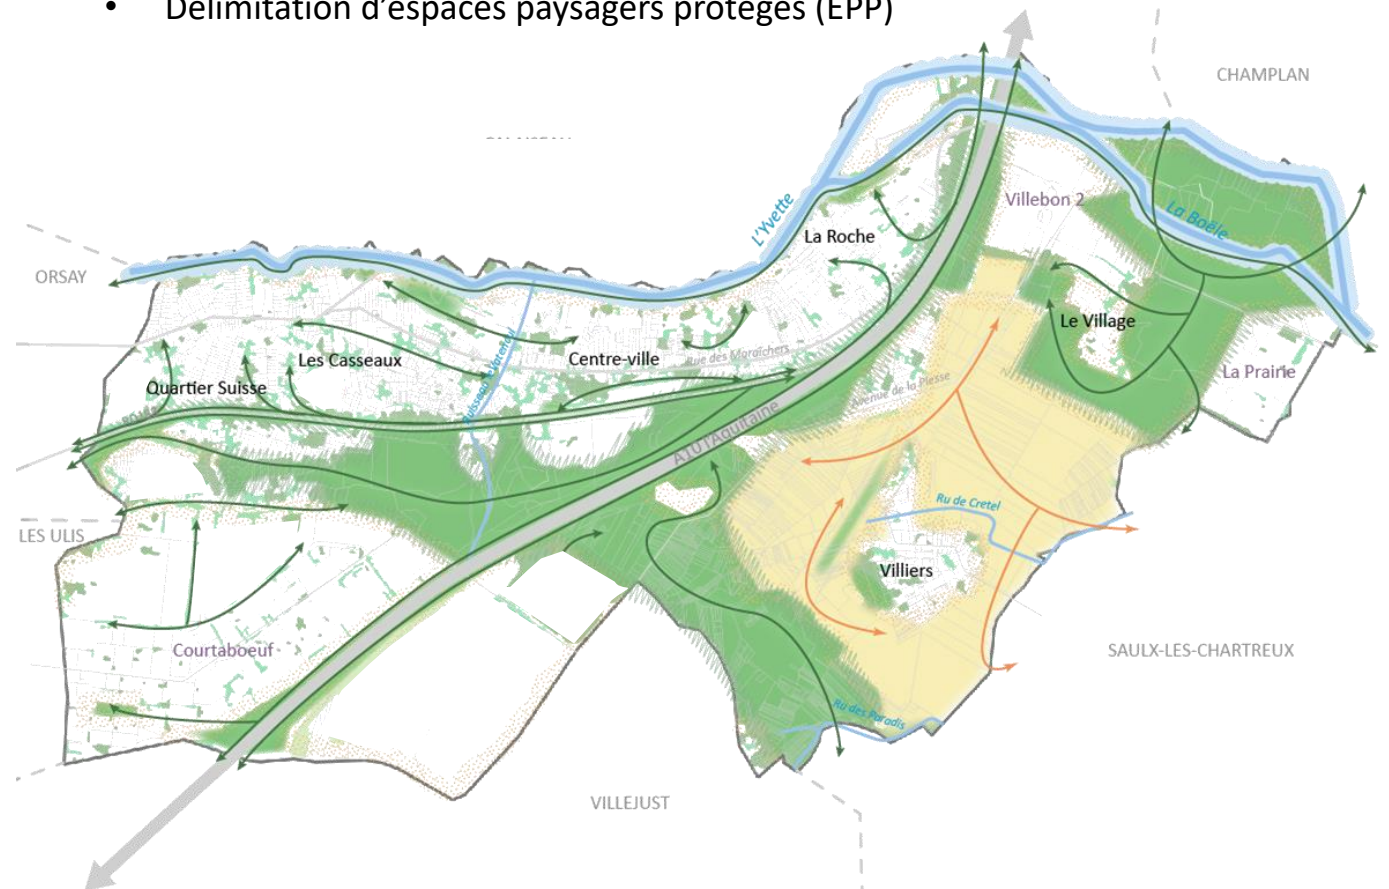 • Délimitation d'espaces paysagers protégés (EPP)
CHAMPLAN
Villebon 2
L'Yvette
La Boële
La Roche
ORSAY
Le Village
Les Casseaux
Centre-ville
Rue des Maraîchers
La Prairie
Quartier Suisse
Avenue de la Plesse
A10 l'Aquitaine
Ru de Cretel
LES ULIS
Villiers
Courtaboeuf
SAULX-LES-CHARTREUX
Ru des Paradis
VILLEJUST